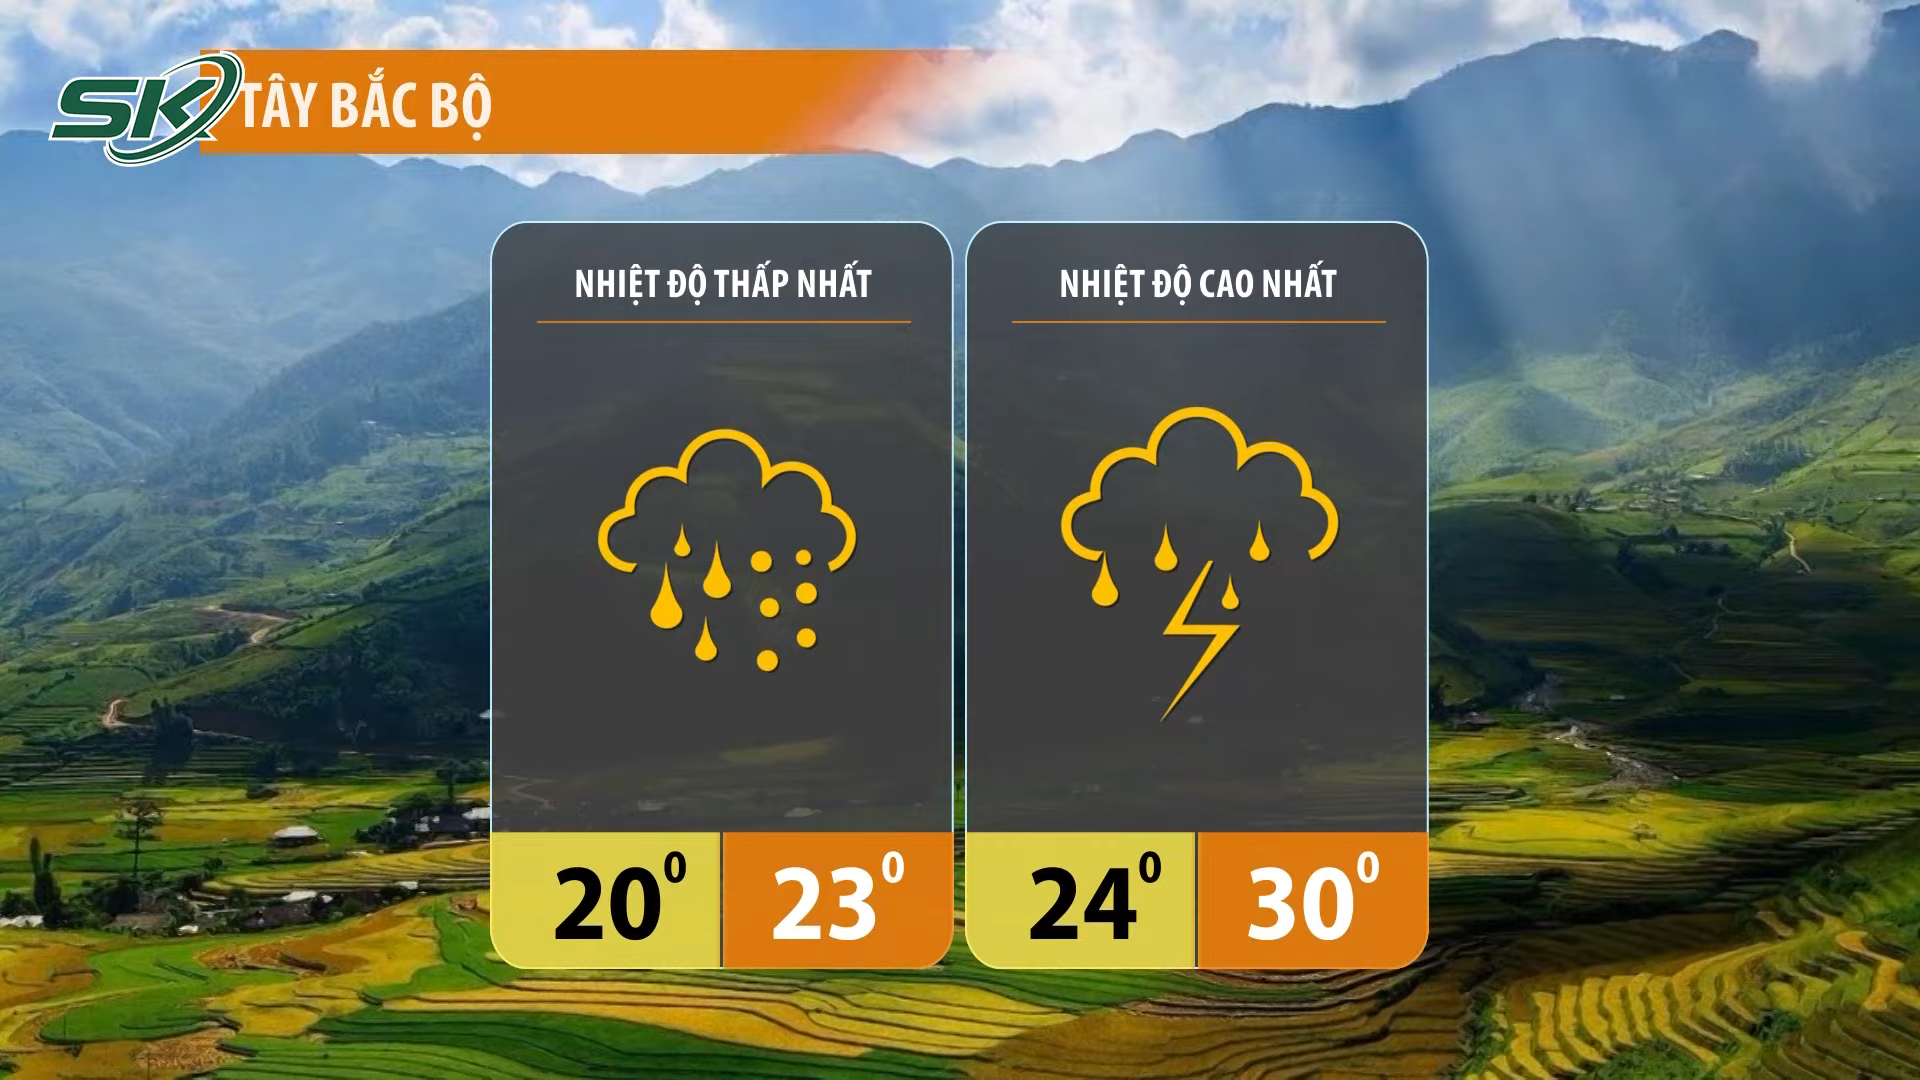 SK
TÂY BẮC BỘ
NHIỆT ĐỘ THẤP NHẤT
NHIỆT ĐỘ CAO NHẤT
20⁰ 23⁰
24⁰ 30⁰